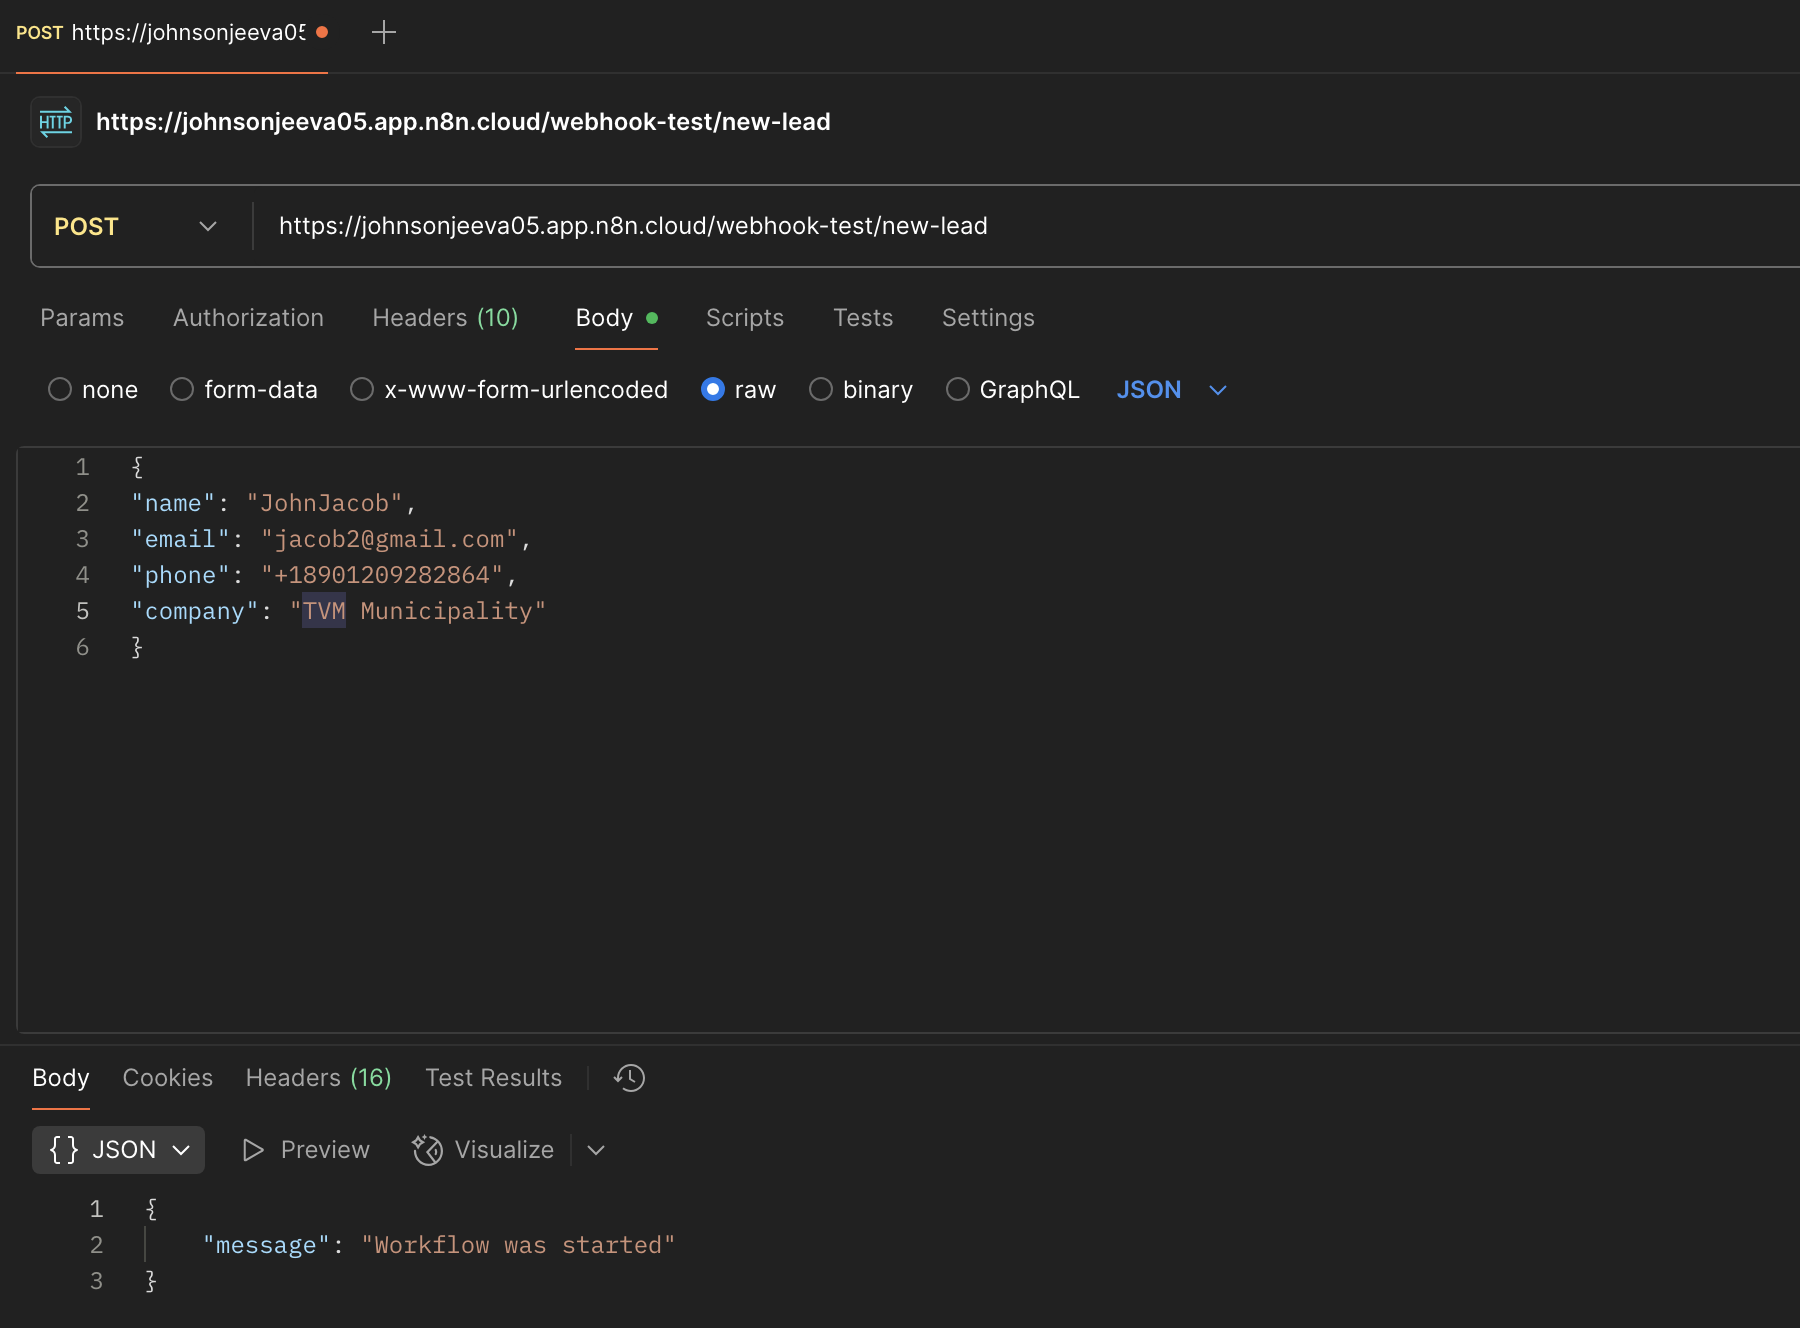 POST https://johnsonjeeva05
HTTP https://johnsonjeeva05.app.n8n.cloud/webhook-test/new-lead
POST https://johnsonjeeva05.app.n8n.cloud/webhook-test/new-lead
Params Authorization Headers (10) Body Scripts Tests Settings
none form-data x-www-form-urlencoded raw binary GraphQL JSON
1 {
2 "name": "JohnJacob",
3 "email": "jacob2@gmail.com",
4 "phone": "+18901209282864",
5 "company": "TVM Municipality"
6 }
Body Cookies Headers (16) Test Results
{} JSON Preview Visualize
1 {
2 "message": "Workflow was started"
3 }